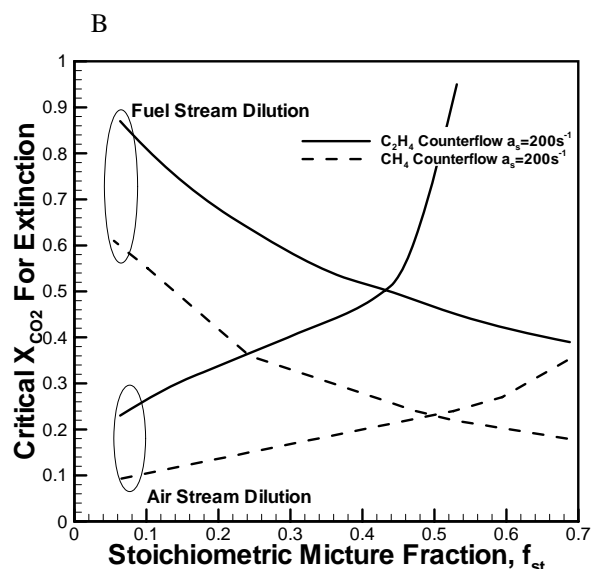 B
Critical X_CO2 For Extinction
1
0.9
0.8
0.7
0.6
0.5
0.4
0.3
0.2
0.1
0
Fuel Stream Dilution
C2H4 Counterflow as=200s-1
CH4 Counterflow as=200s-1
Air Stream Dilution
0 0.1 0.2 0.3 0.4 0.5 0.6 0.7
Stoichiometric Micture Fraction, fst